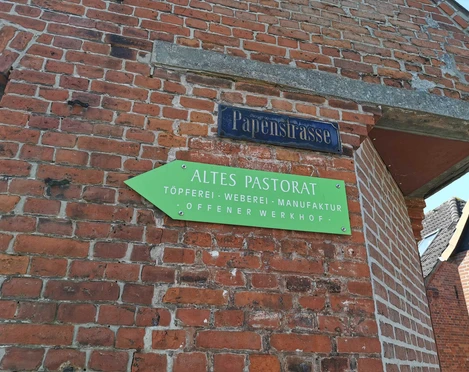 Papenstrasse
ALTES PASTORAT
TÖPFEREI - WEBEREI - MANUFAKTUR
· OFFENER WERKHOF ·